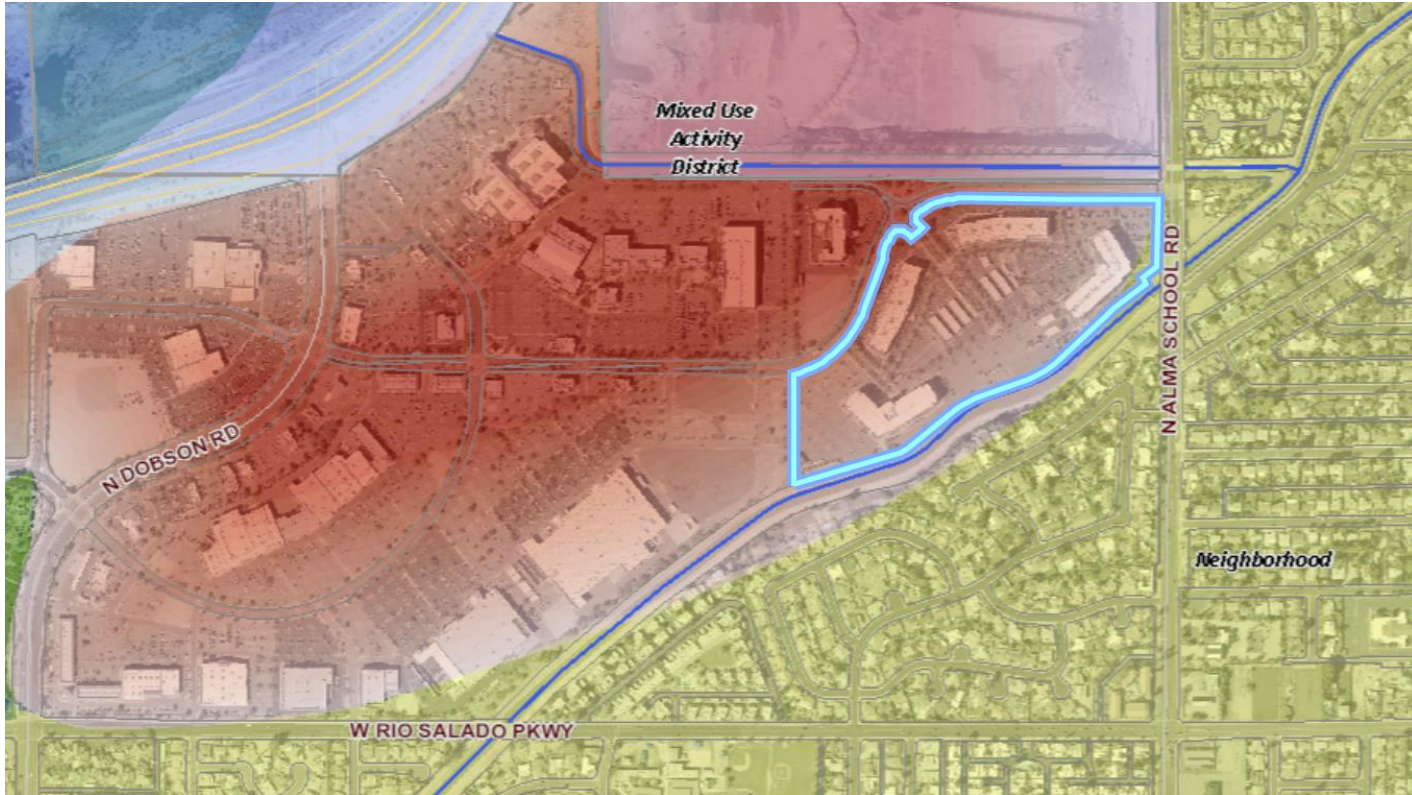 Mixed Use
Activity
District
N ALMA SCHOOL RD
N DOBSON RD
Neighborhood
W RIO SALADO PKWY